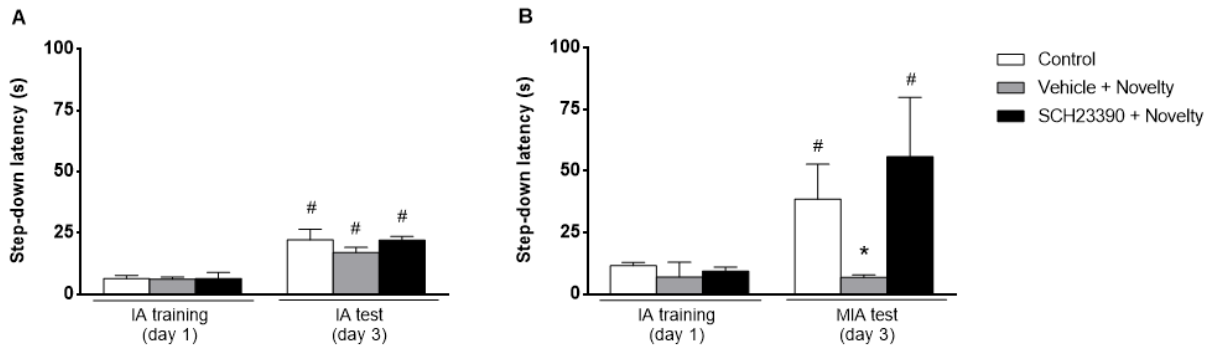 A
Step-down latency (s)
100
75
50
25
0
#
#
#
IA training
(day 1)
IA test
(day 3)
B
Step-down latency (s)
100
75
50
25
0
#
*
#
IA training
(day 1)
MIA test
(day 3)
Control
Vehicle + Novelty
SCH23390 + Novelty